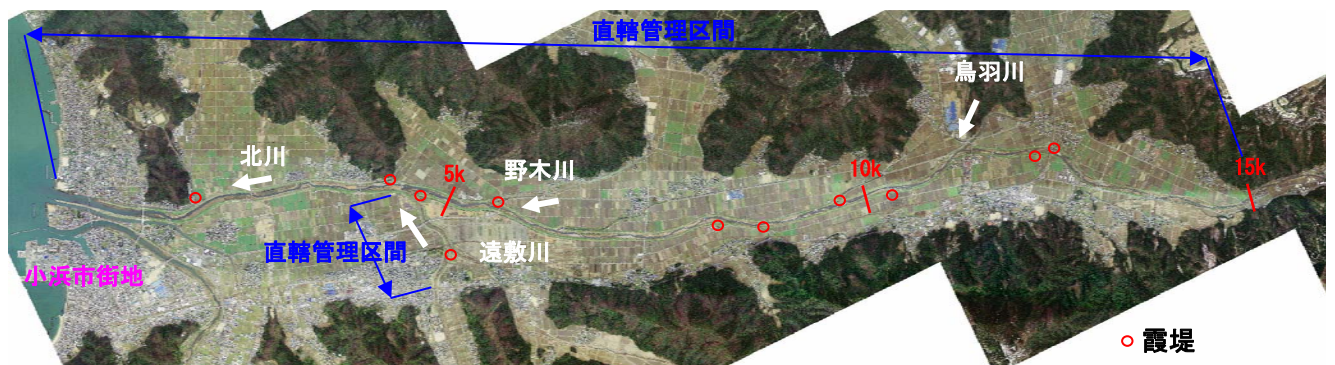 直轄管理区間
鳥羽川
北川
5k
野木川
10k
15k
直轄管理区間
遠敷川
小浜市街地
霞堤